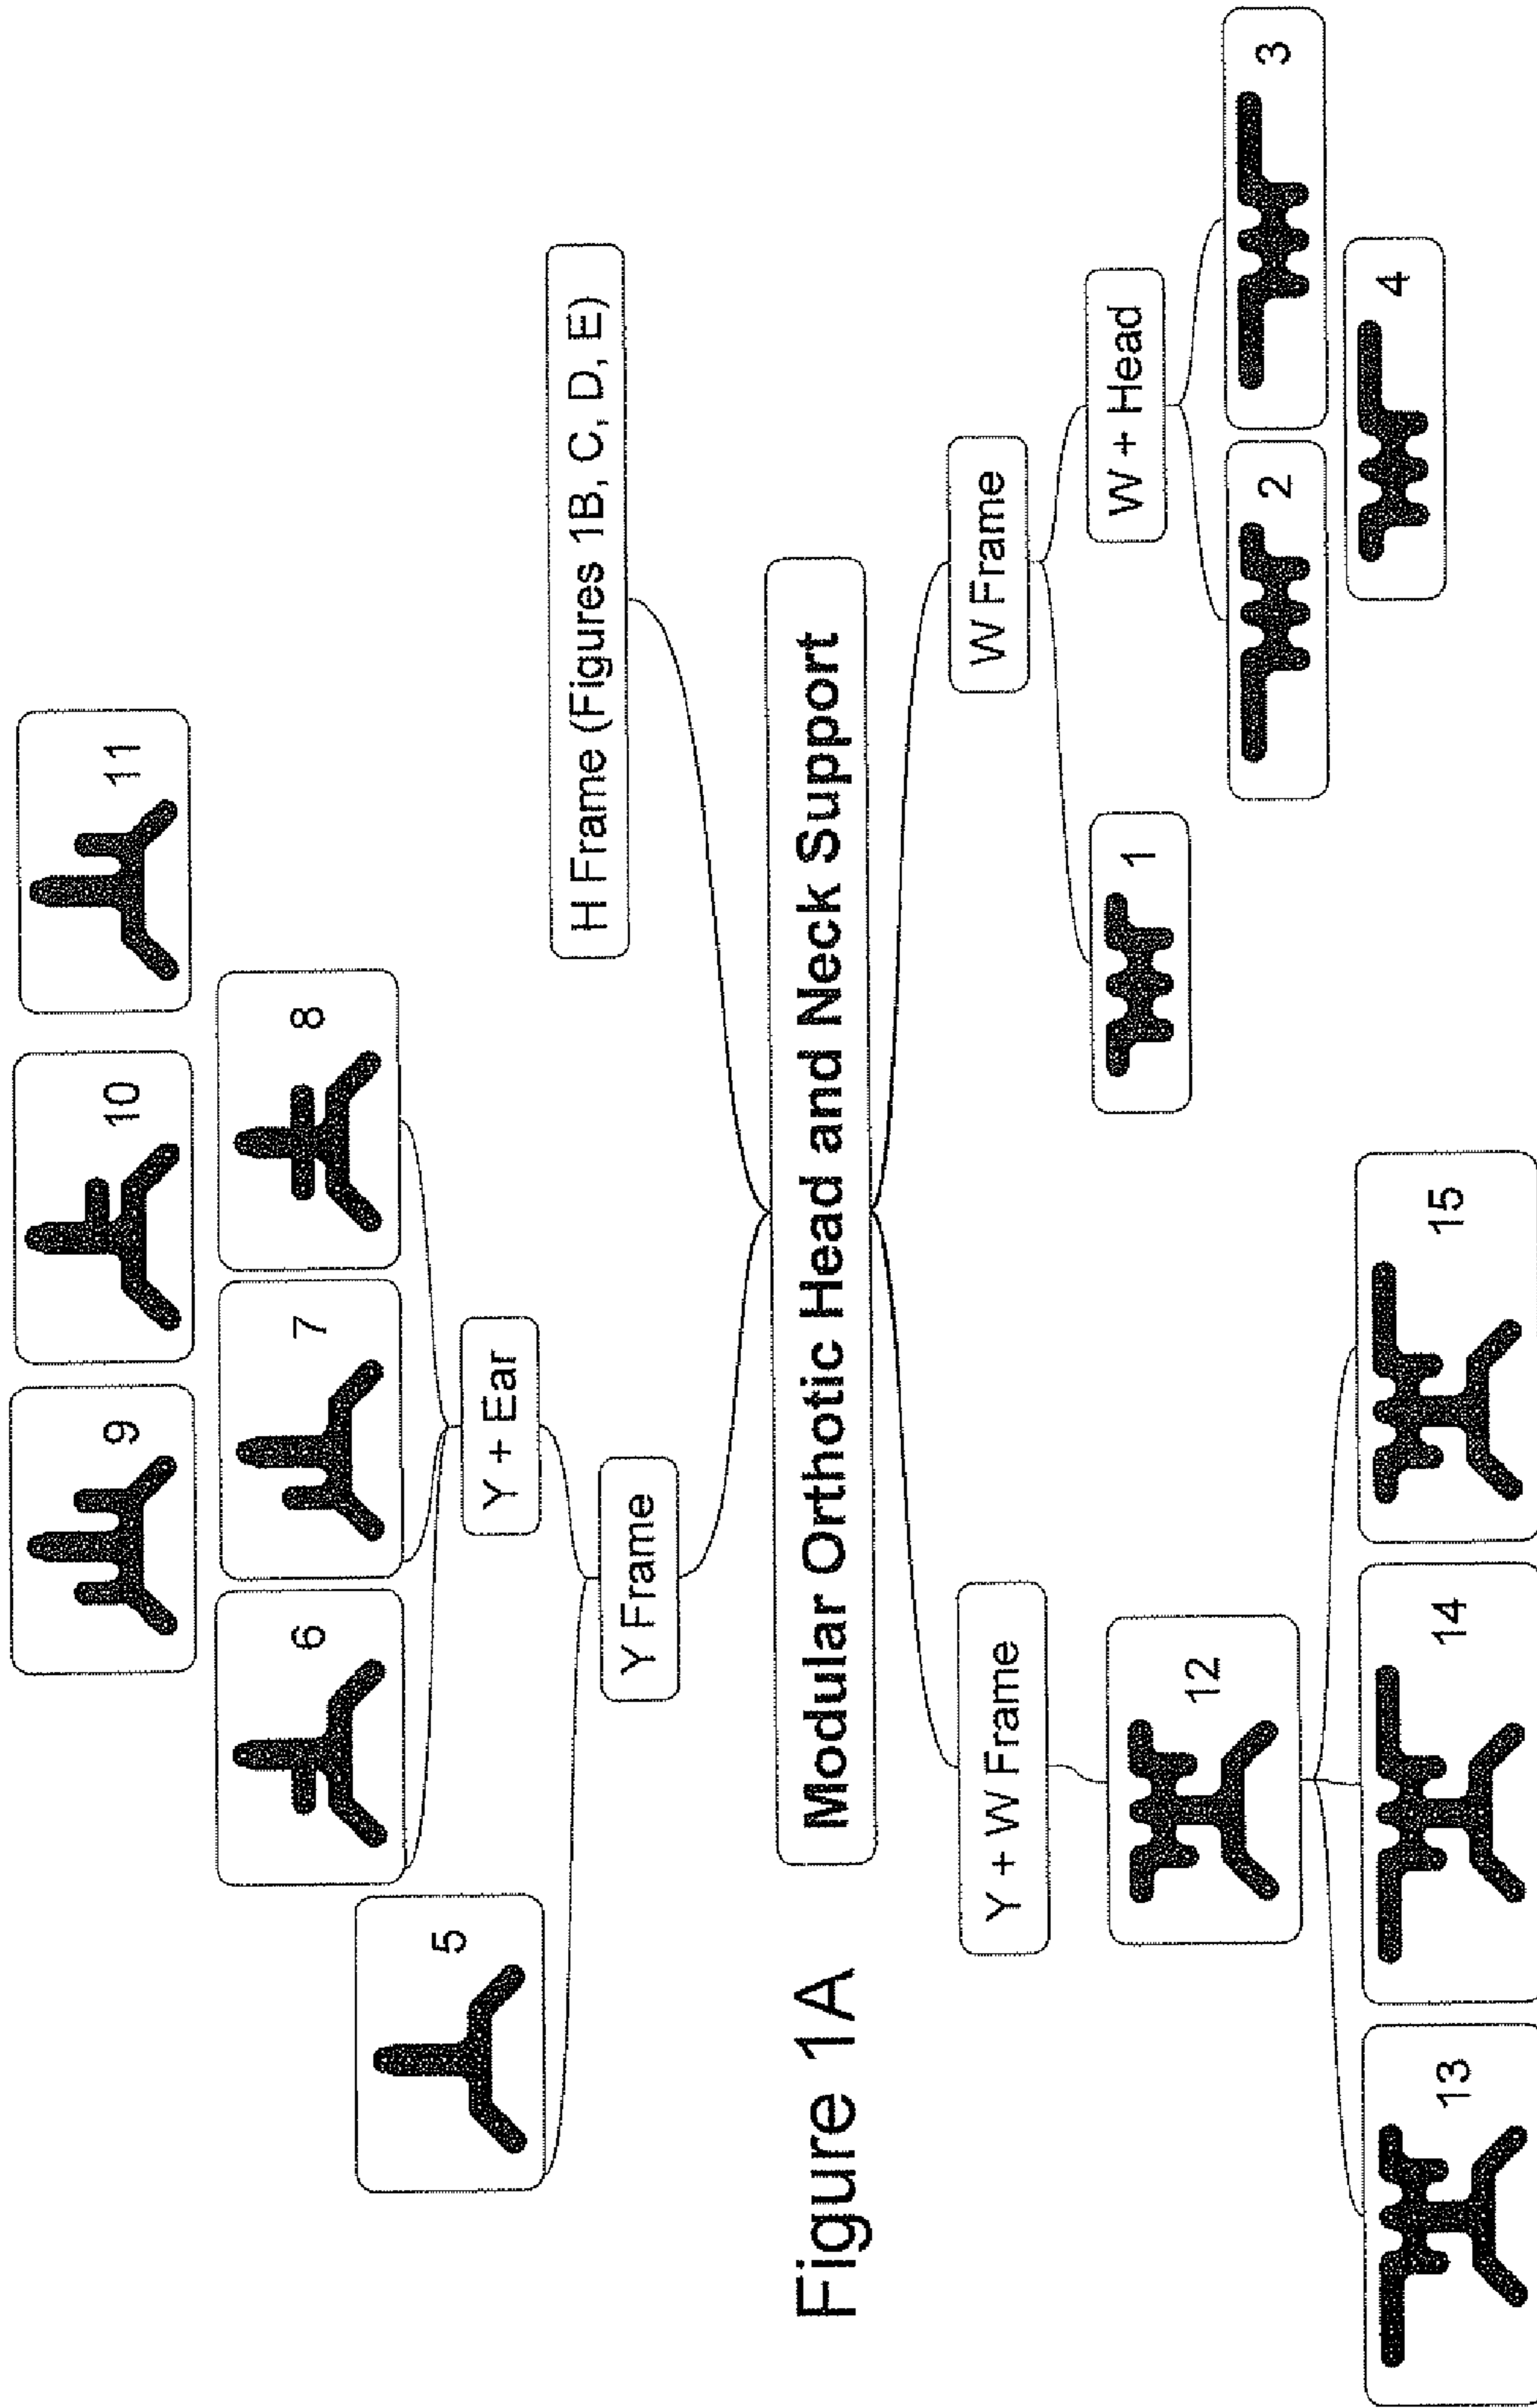 9
10
11
6
7
8
5
Y + Ear
H Frame (Figures 1B, C, D, E)
Y Frame
Figure 1A
Modular Orthotic Head and Neck Support
Y + W Frame
W Frame
1
W + Head
12
2
3
4
13
14
15